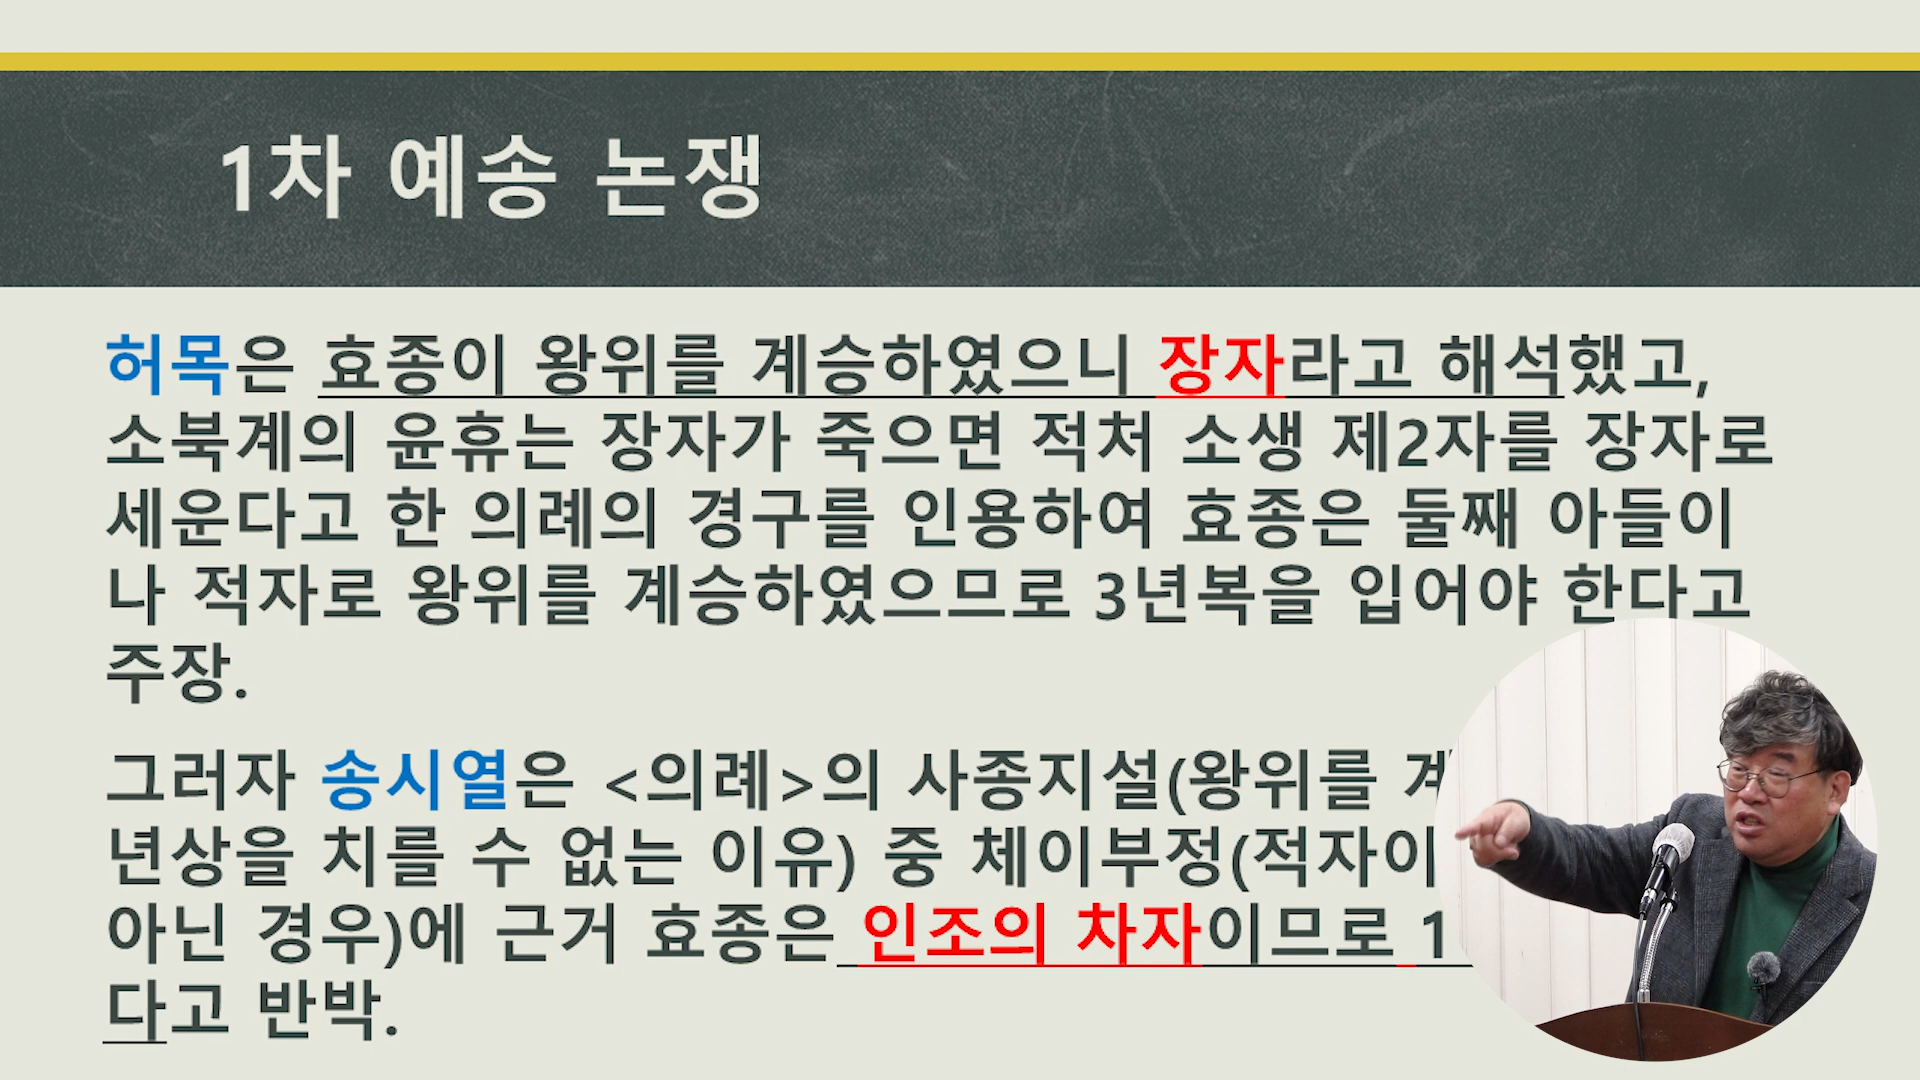 1차 예송 논쟁
허목은 효종이 왕위를 계승하였으니 장자라고 해석했고,
소북계의 윤휴는 장자가 죽으면 적처 소생 제2자를 장자로
세운다고 한 의례의 경구를 인용하여 효종은 둘째 아들이
나 적자로 왕위를 계승하였으므로 3년복을 입어야 한다고
주장.
그러자 송시열은 <의례>의 사종지설(왕위를
년상을 치를 수 없는 이유) 중 체이부정(적자이
아닌 경우)에 근거 효종은 인조의 차자이므로 1
다고 반박.